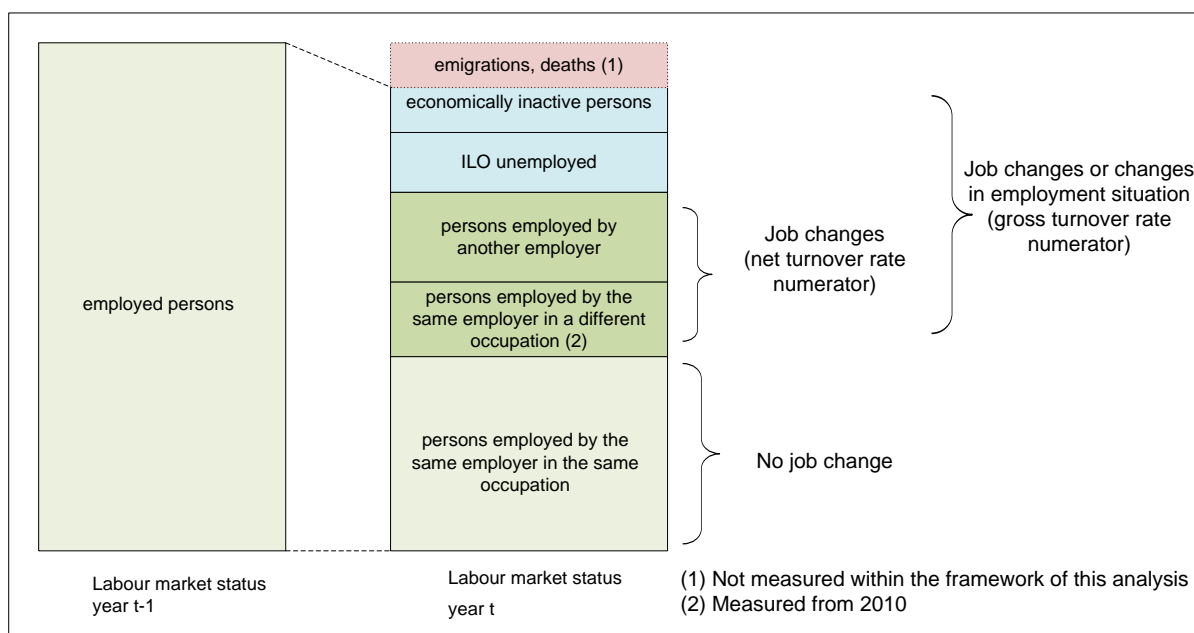 employed persons
Labour market status
year t-1
emigrations, deaths (1)
economically inactive persons
ILO unemployed
persons employed by
another employer
persons employed by the
same employer in a different
occupation (2)
persons employed by the
same employer in the same
occupation
Labour market status
year t
Job changes
(net turnover rate
numerator)
Job changes or changes
in employment situation
(gross turnover rate
numerator)
No job change
(1) Not measured within the framework of this analysis
(2) Measured from 2010